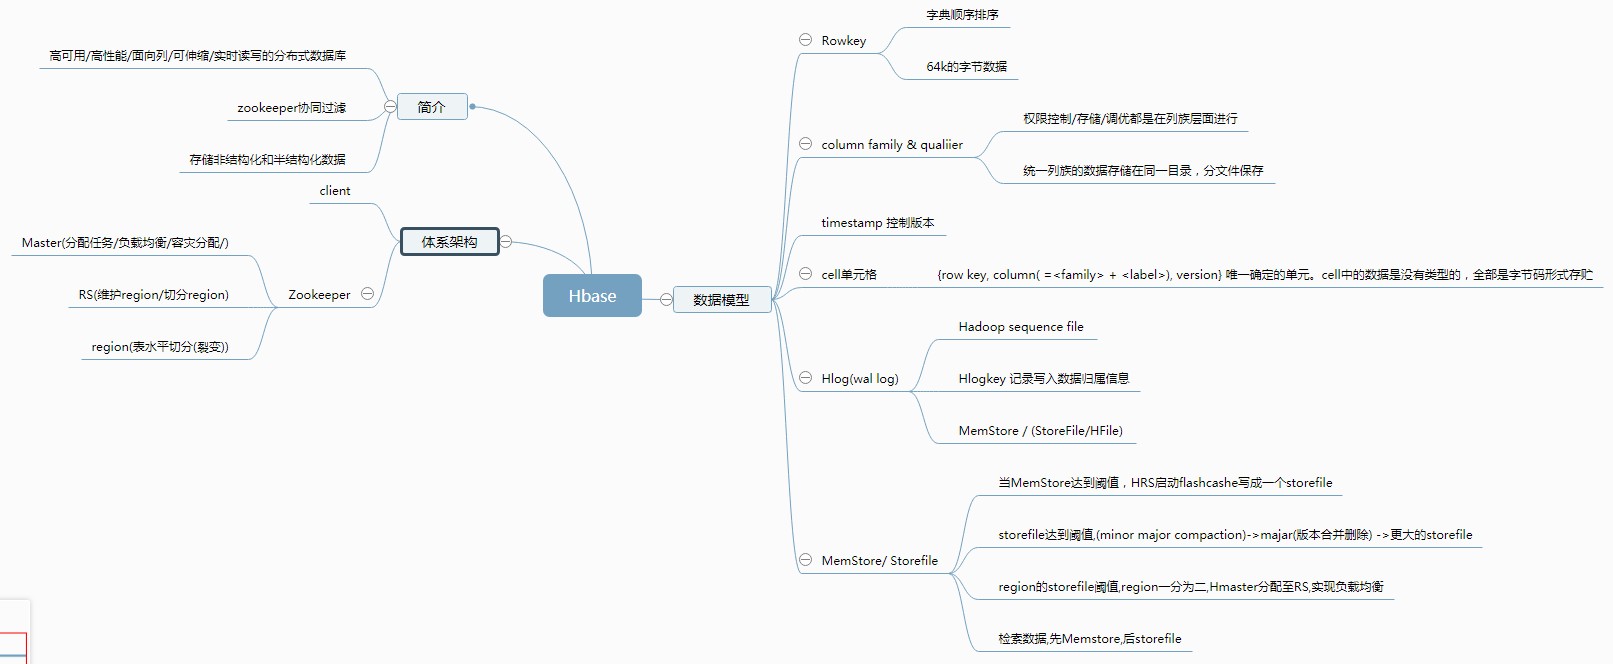 Hbase
简介
高可用/高性能/面向列/可伸缩/实时读写的分布式数据库
zookeeper协同过滤
存储非结构化和半结构化数据
体系架构
client
Zookeeper
Master(分配任务/负载均衡/容灾分配/)
RS(维护region/切分region)
region(表水平切分(裂变))
数据模型
Rowkey
字典顺序排序
64k的字节数据
column family & qualiier
权限控制/存储/调优都是在列族层面进行
统一列族的数据存储在同一目录，分文件保存
timestamp 控制版本
cell单元格
{row key, column( =<family> + <label>), version} 唯一确定的单元。cell中的数据是没有类型的，全部是字节码形式存贮
Hlog(wal log)
Hadoop sequence file
Hlogkey 记录写入数据归属信息
MemStore / (StoreFile/HFile)
MemStore/ Storefile
当MemStore达到阈值，HRS启动flashcashe写成一个storefile
storefile达到阈值,(minor major compaction)->majar(版本合并删除) ->更大的storefile
region的storefile阈值,region一分为二,Hmaster分配至RS,实现负载均衡
检索数据,先Memstore,后storefile